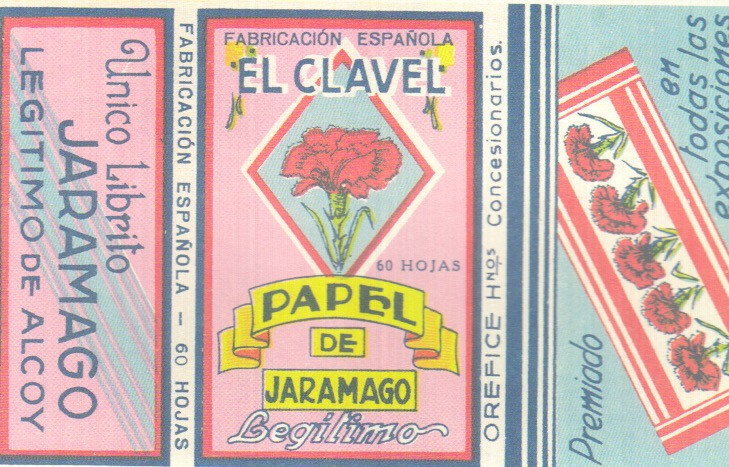 Unico Librito
JARAMAGO
LEGITIMO DE ALCOY
FABRICACIÓN ESPAÑOLA — 60 HOJAS
FABRICACIÓN ESPAÑOLA
EL CLAVEL
60 HOJAS
PAPEL
DE
JARAMAGO
Legitimo
OREFICE Hnos Concesionarios.
Premiado
en
todas las
exposiciones